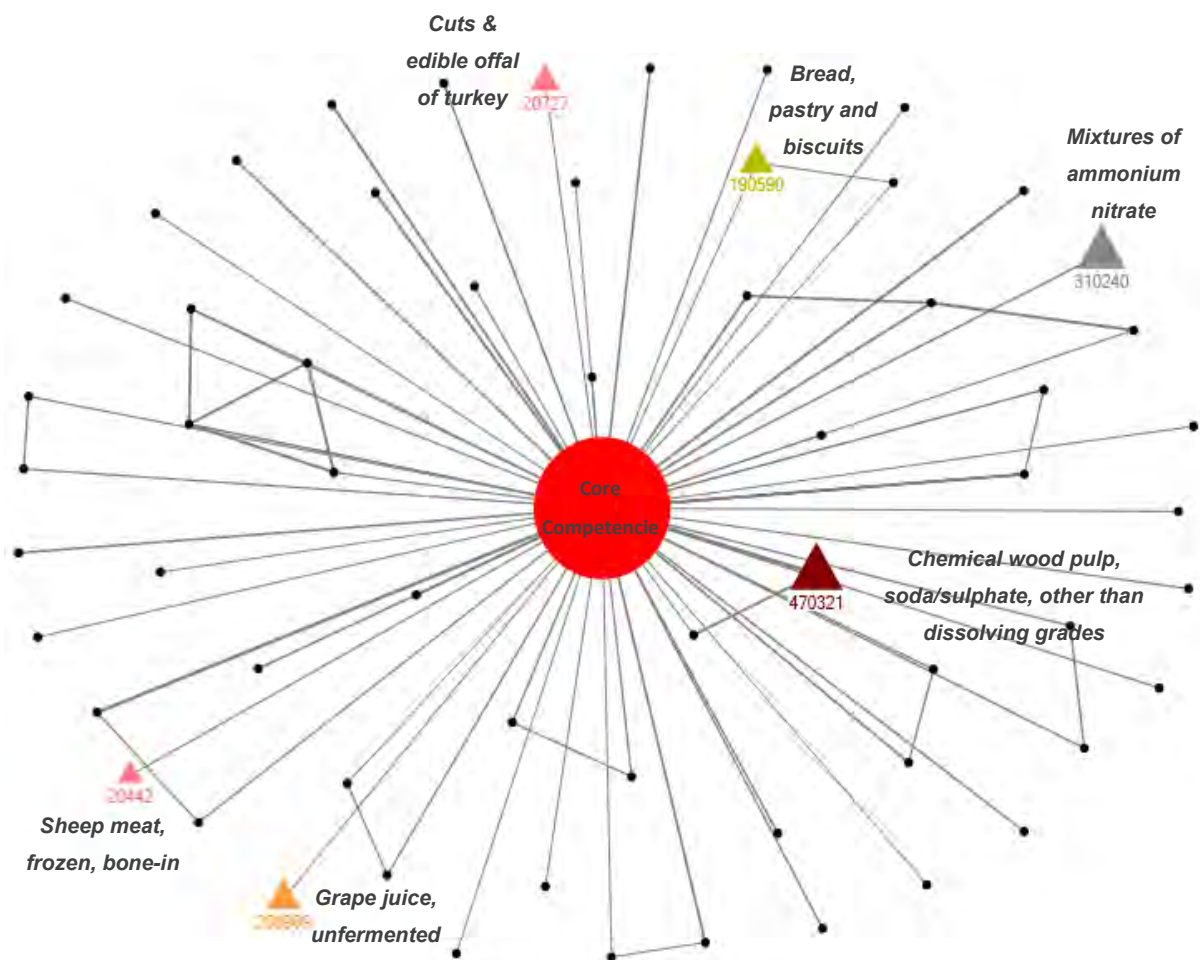 Cuts &
edible offal
of turkey
20727
Bread,
pastry and
biscuits
190590
Mixtures of
ammonium
nitrate
310240
Core
Competencie
470321
Chemical wood pulp,
soda/sulphate, other than
dissolving grades
20442
Sheep meat,
frozen, bone-in
Grape juice,
unfermented